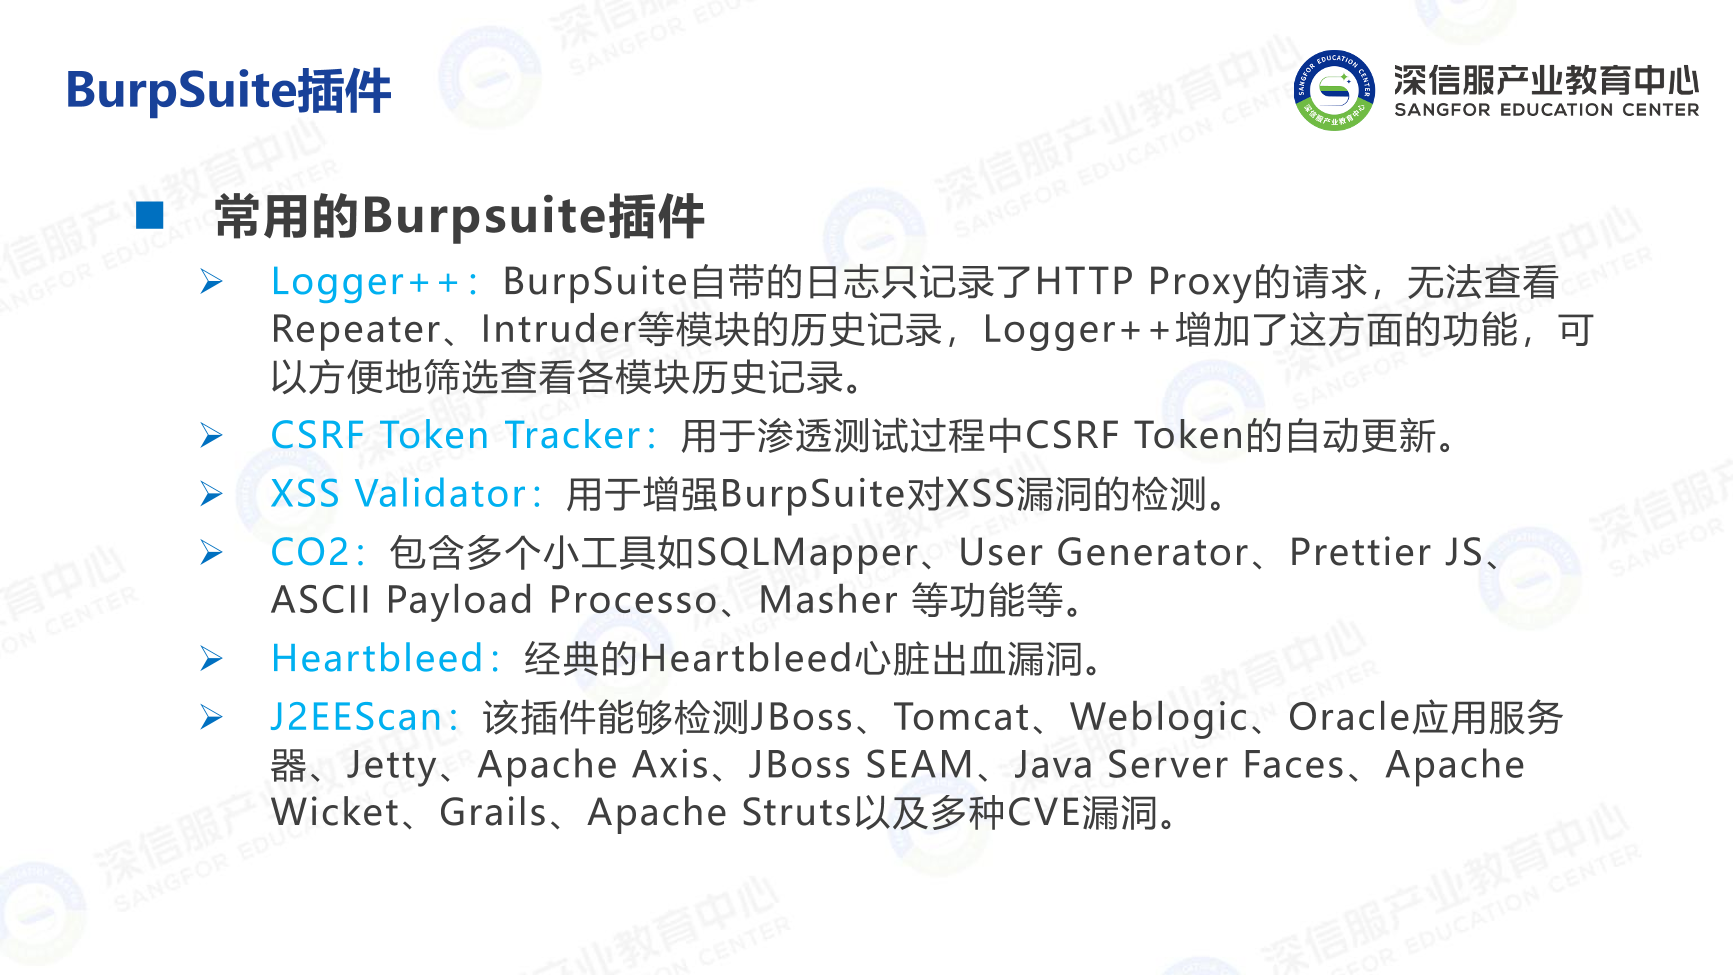 BurpSuite插件
深信服产业教育中心
SANGFOR EDUCATION CENTER
常用的Burpsuite插件
Logger++：BurpSuite自带的日志只记录了HTTP Proxy的请求，无法查看
Repeater、Intruder等模块的历史记录，Logger++增加了这方面的功能，可
以方便地筛选查看各模块历史记录。
CSRF Token Tracker：用于渗透测试过程中CSRF Token的自动更新。
XSS Validator：用于增强BurpSuite对XSS漏洞的检测。
CO2：包含多个小工具如SQLMapper、User Generator、Prettier JS、
ASCII Payload Processo、Masher 等功能等。
Heartbleed：经典的Heartbleed心脏出血漏洞。
J2EEScan：该插件能够检测JBoss、Tomcat、Weblogic、Oracle应用服务
器、Jetty、Apache Axis、JBoss SEAM、Java Server Faces、Apache
Wicket、Grails、Apache Struts以及多种CVE漏洞。